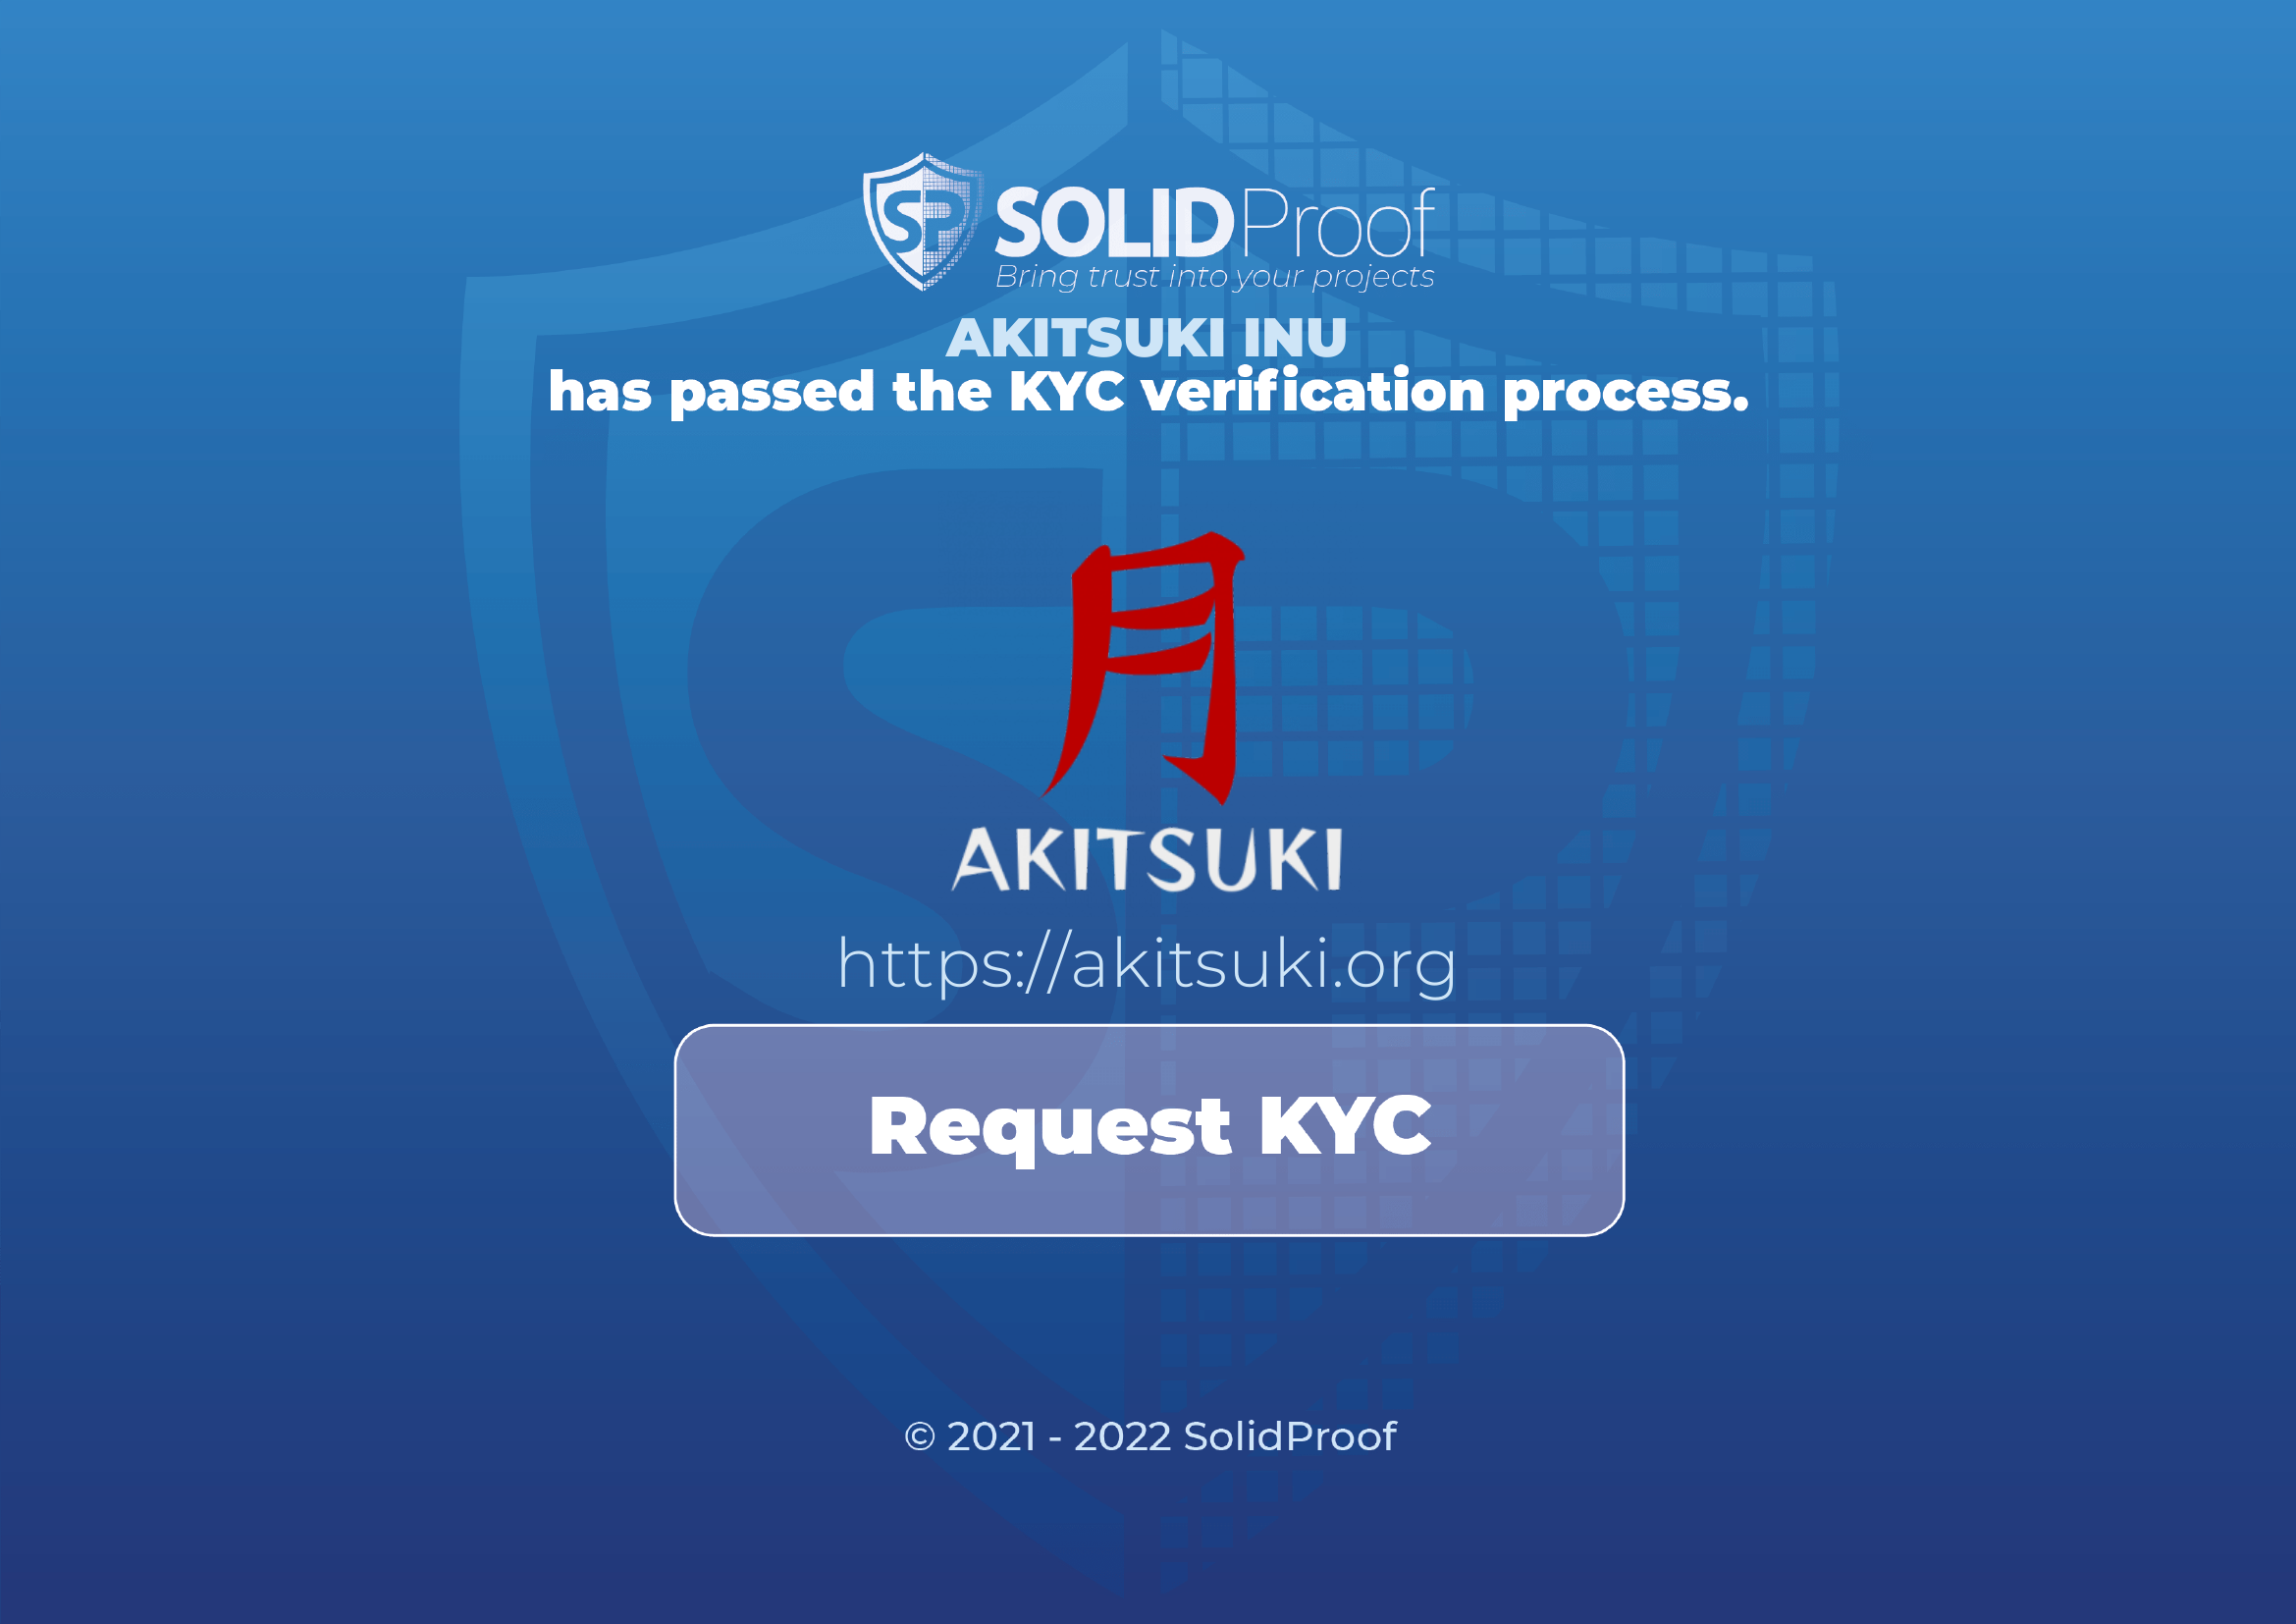 SP SOLIDProof
Bring trust into your projects
AKITSUKI INU
has passed the KYC verification process.
月
AKITSUKI
https://akitsuki.org
Request KYC
© 2021 - 2022 SolidProof